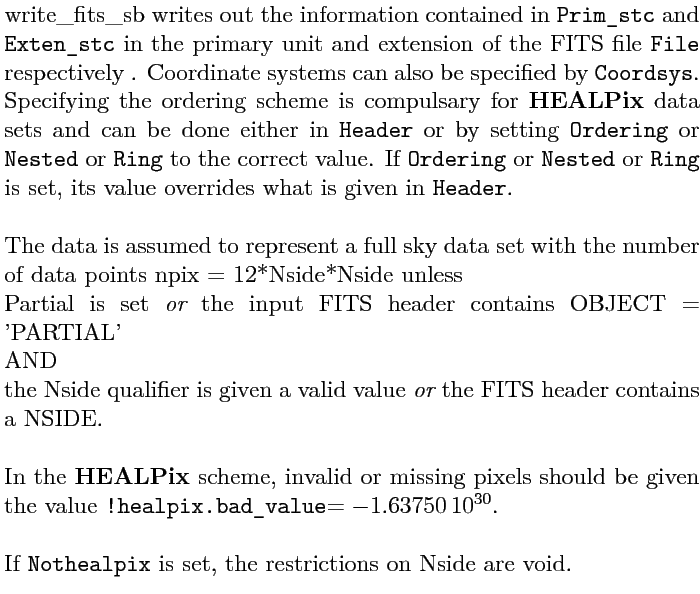 write_fits_sb writes out the information contained in Prim_stc and
Exten_stc in the primary unit and extension of the FITS file File
respectively . Coordinate systems can also be specified by Coordsys.
Specifying the ordering scheme is compulsary for HEALPix data
sets and can be done either in Header or by setting Ordering or
Nested or Ring to the correct value. If Ordering or Nested or Ring
is set, its value overrides what is given in Header.
The data is assumed to represent a full sky data set with the number
of data points npix = 12*Nside*Nside unless
Partial is set or the input FITS header contains OBJECT =
'PARTIAL'
AND
the Nside qualifier is given a valid value or the FITS header contains
a NSIDE.
In the HEALPix scheme, invalid or missing pixels should be given
the value !healpix.bad_value= −1.63750 10³⁰.
If Nothealpix is set, the restrictions on Nside are void.